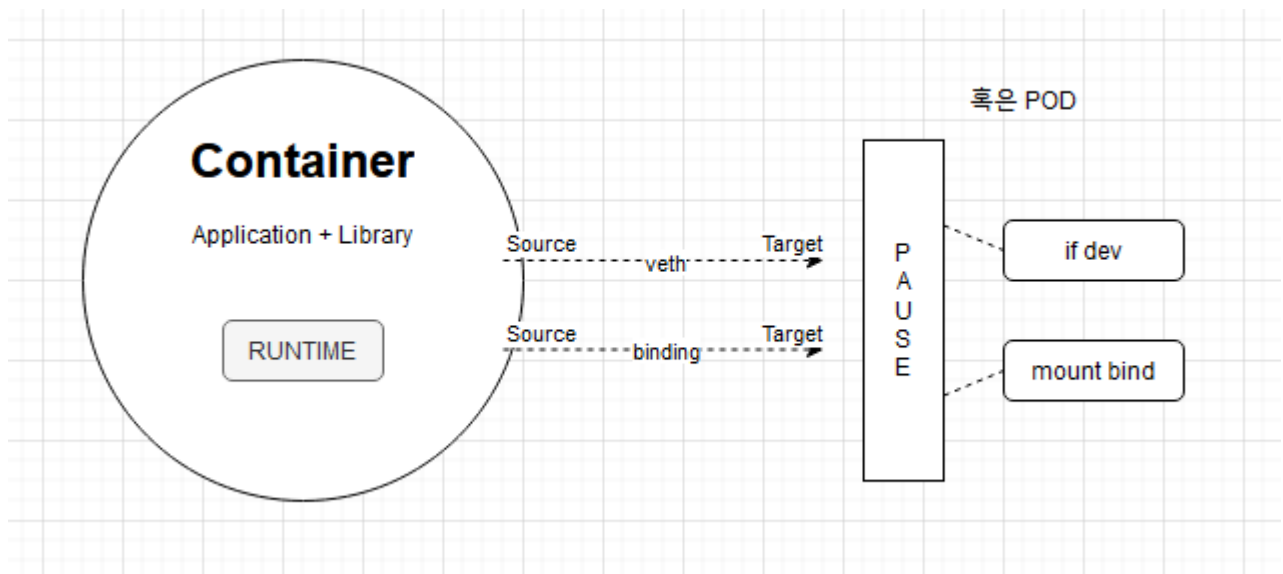 혹은 POD
Container
Application + Library
RUNTIME
Source
Target
veth
Source
Target
binding
P
A
U
S
E
if dev
mount bind